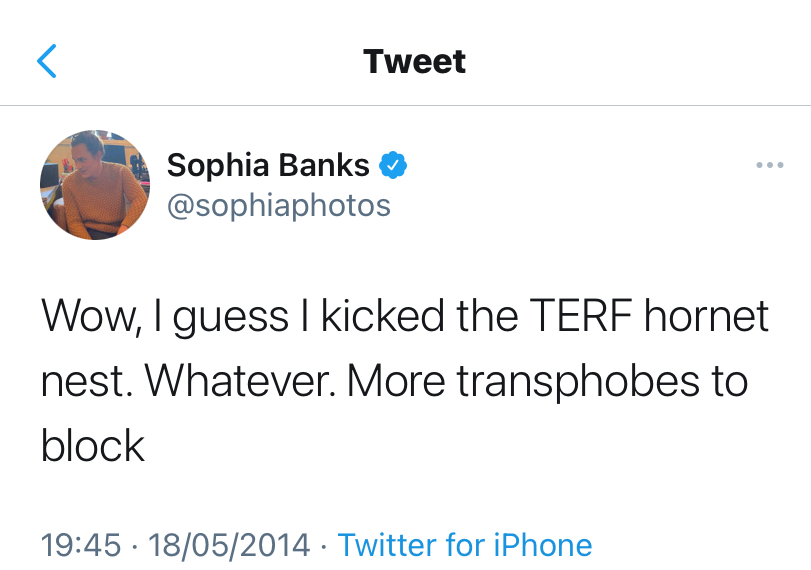 Tweet
Sophia Banks
@sophiaphotos
Wow, I guess I kicked the TERF hornet
nest. Whatever. More transphobes to
block
19:45 · 18/05/2014 · Twitter for iPhone